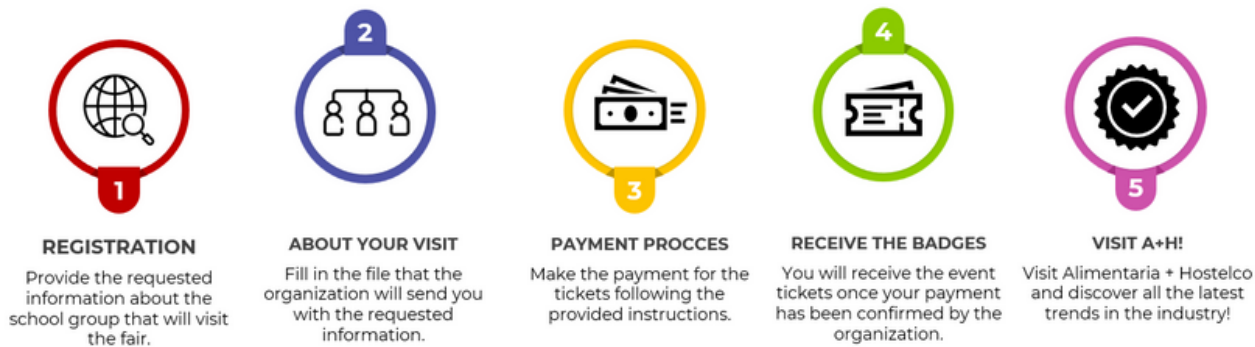 1
REGISTRATION
Provide the requested
information about the
school group that will visit
the fair.
2
ABOUT YOUR VISIT
Fill in the file that the
organization will send you
with the requested
information.
3
PAYMENT PROCCES
Make the payment for the
tickets following the
provided instructions.
4
RECEIVE THE BADGES
You will receive the event
tickets once your payment
has been confirmed by the
organization.
5
VISIT A+H!
Visit Alimentaria + Hostelco
and discover all the latest
trends in the industry!